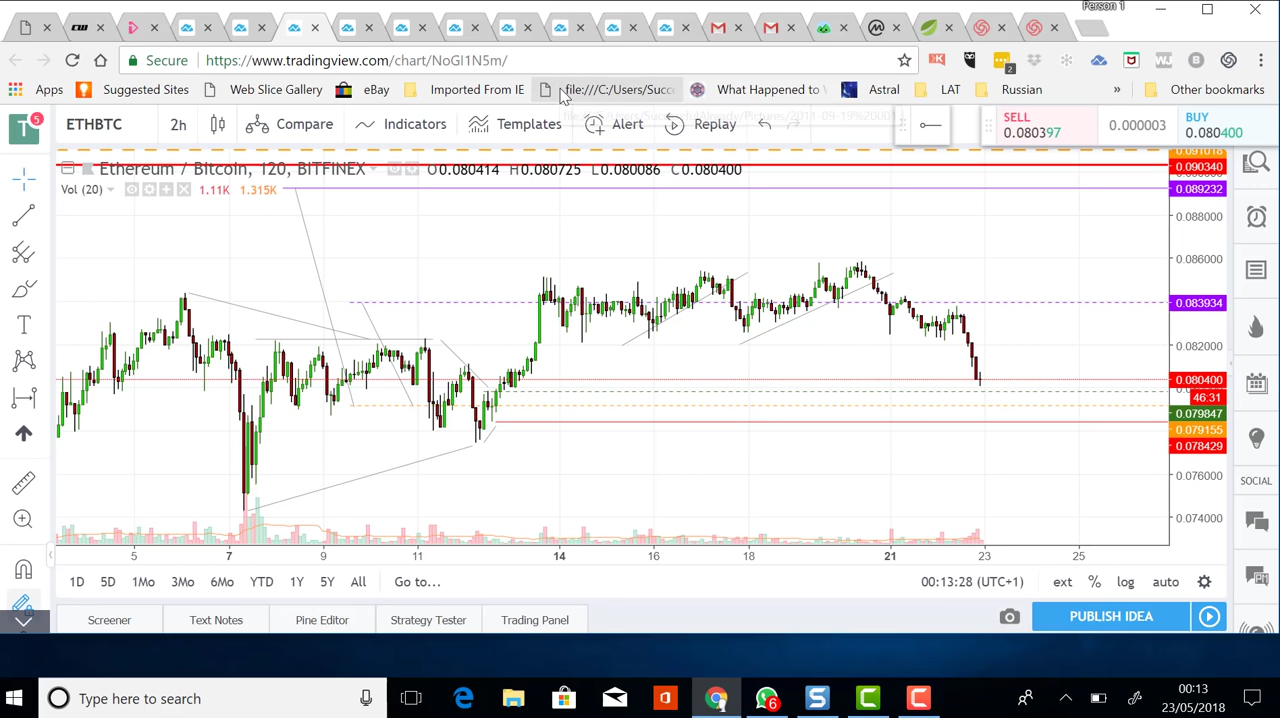 Person 1
Secure
https://www.tradingview.com/chart/NoGI1N5m/
2
Apps
Suggested Sites
Web Slice Gallery
eBay
Imported From IE
file:///C:/Users/Succ
What Happened to
Astral
LAT
Russian
»
Other bookmarks
5
ETHBTC
2h
Compare
Indicators
Templates
Alert
Replay
SELL
0.080397
0.000003
BUY
0.080400
Ethereum / Bitcoin, 120, BITFINEX
O0.080414 H0.080725 L0.080086 C0.080400
Vol (20)
1.11K 1.315K
0.091018
0.090340
0.089232
0.088000
0.086000
0.083934
0.082000
0.080400
46:31
0.079847
0.079155
0.078429
0.076000
0.074000
5 7 9 11 14 16 18 21 23 25
SOCIAL
1D 5D 1Mo 3Mo 6Mo YTD 1Y 5Y All Go to...
00:13:28 (UTC+1)
ext % log auto
Screener
Text Notes
Pine Editor
Strategy Tester
Trading Panel
PUBLISH IDEA
Type here to search
6
00:13
23/05/2018